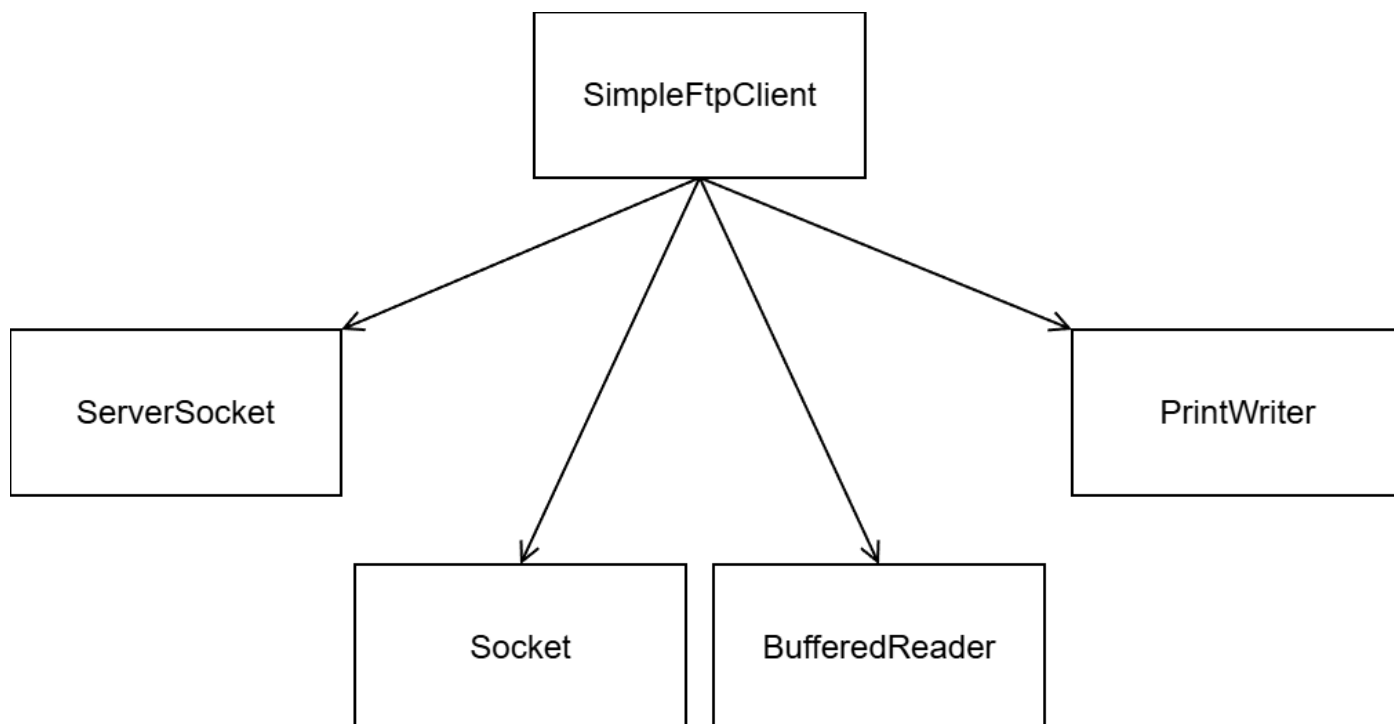 SimpleFtpClient
ServerSocket
PrintWriter
Socket
BufferedReader